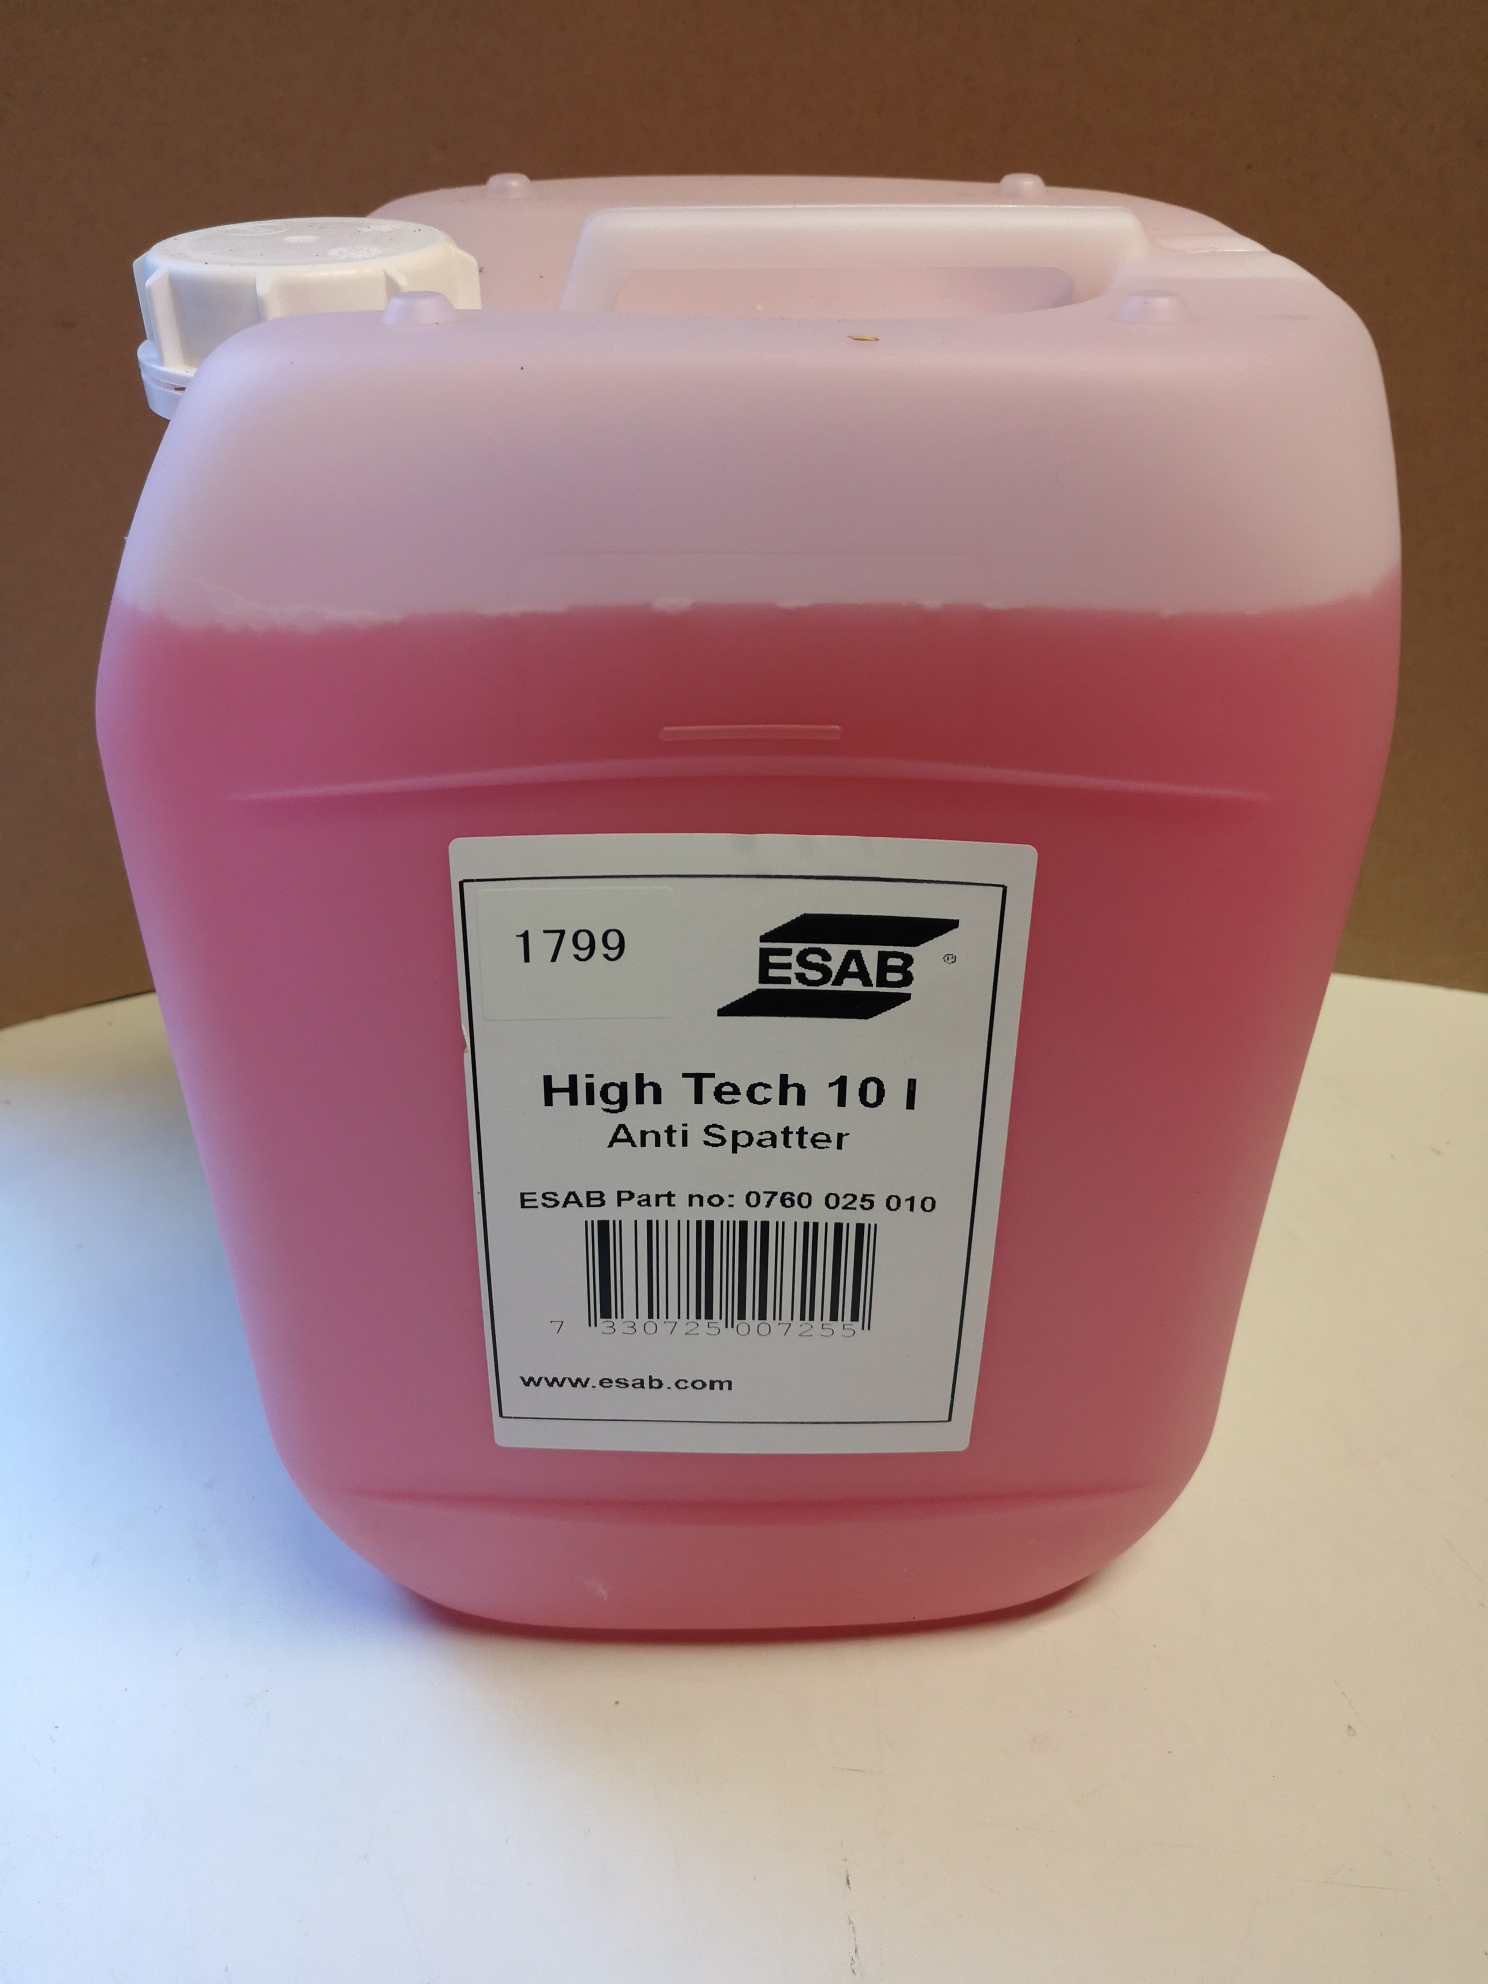 1799
ESAB ®
High Tech 10 l
Anti Spatter
ESAB Part no: 0760 025 010
7 330725 007255
www.esab.com